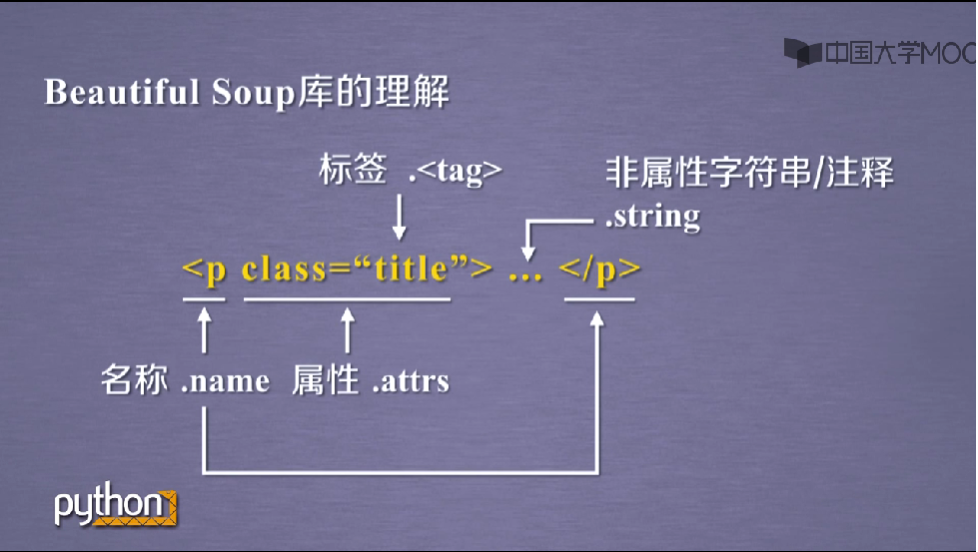 中国大学MOO
Beautiful Soup库的理解
标签 .<tag>
非属性字符串/注释
.string
<p class=“title”> … </p>
名称 .name 属性 .attrs
python